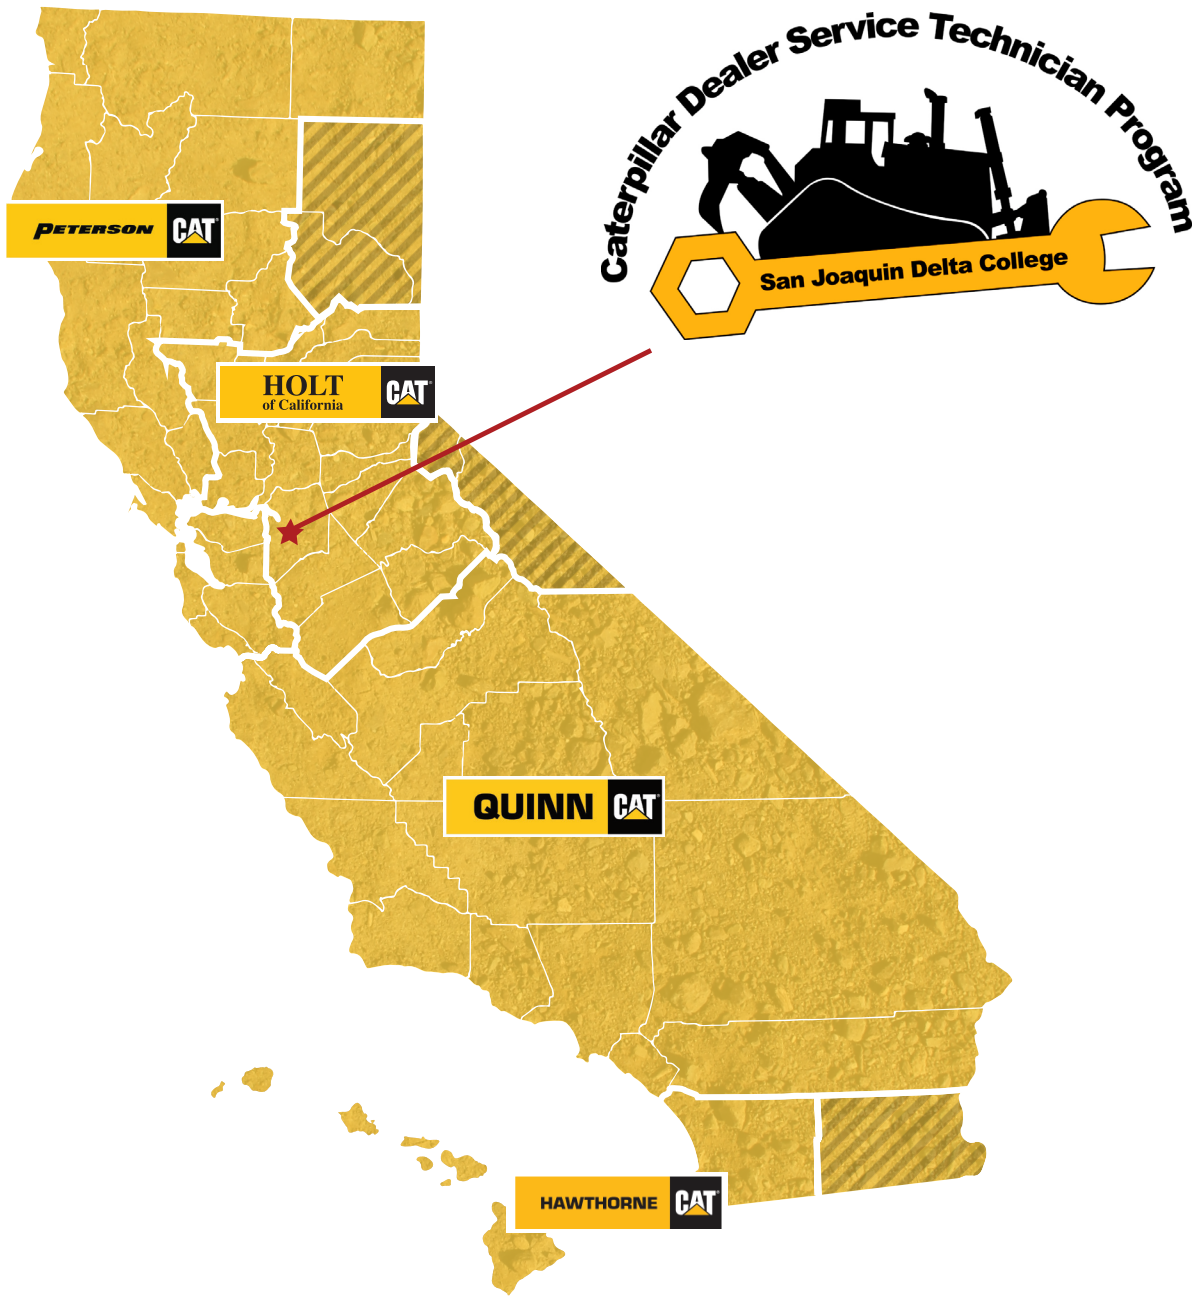 Caterpillar Dealer Service Technician Program
San Joaquin Delta College
PETERSON CAT
HOLT
of California
CAT
QUINN CAT
HAWTHORNE CAT